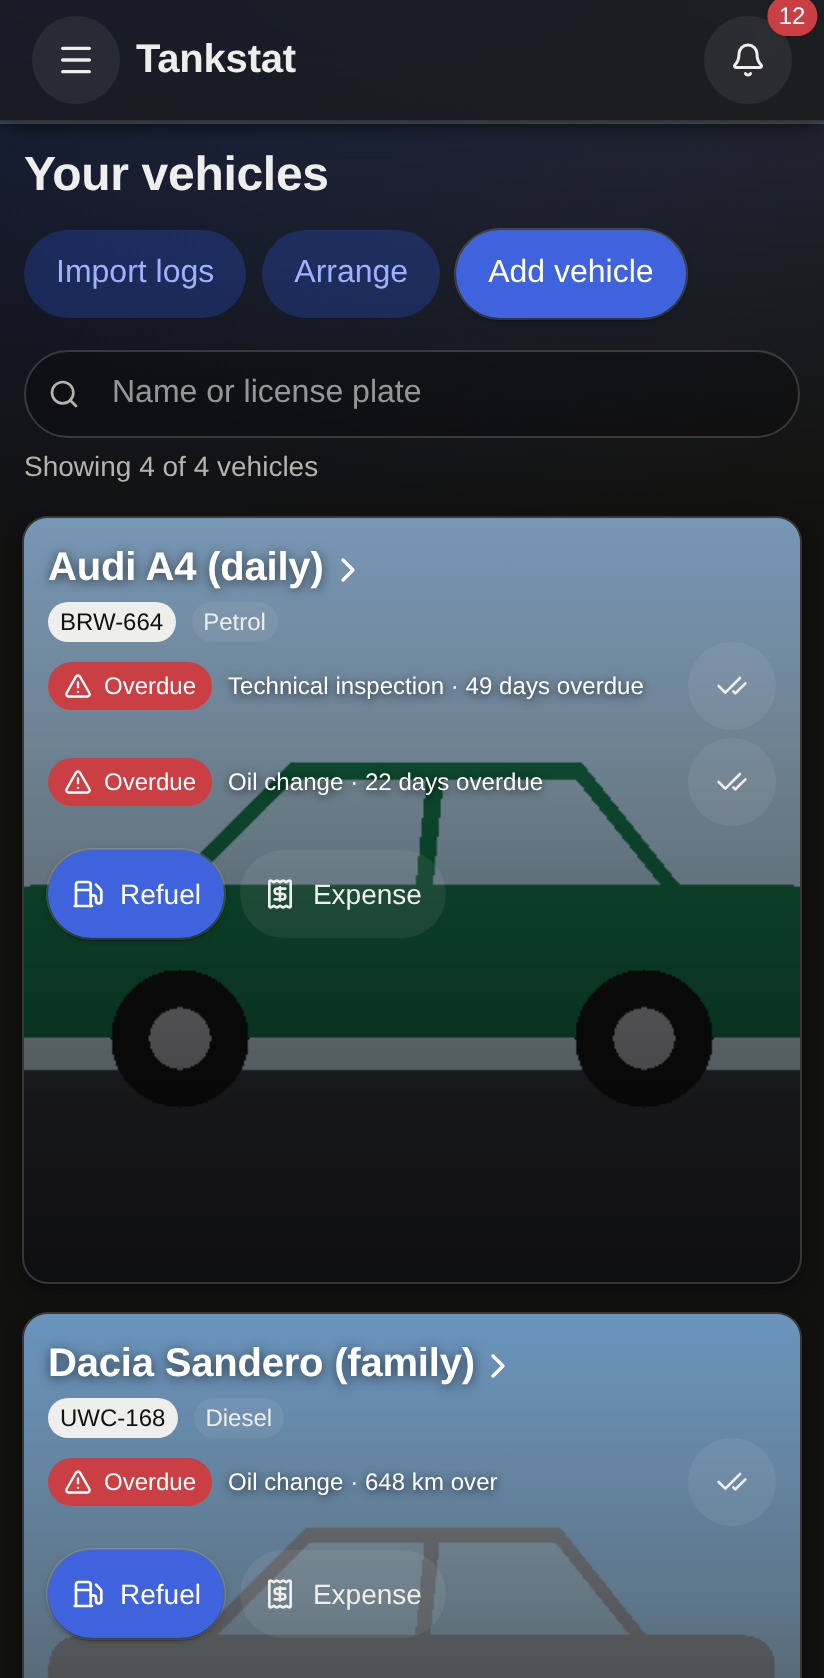 Tankstat
12
Your vehicles
Import logs
Arrange
Add vehicle
Name or license plate
Showing 4 of 4 vehicles
Audi A4 (daily)
BRW-664
Petrol
Overdue
Technical inspection · 49 days overdue
Overdue
Oil change · 22 days overdue
Refuel
Expense
Dacia Sandero (family)
UWC-168
Diesel
Overdue
Oil change · 648 km over
Refuel
Expense